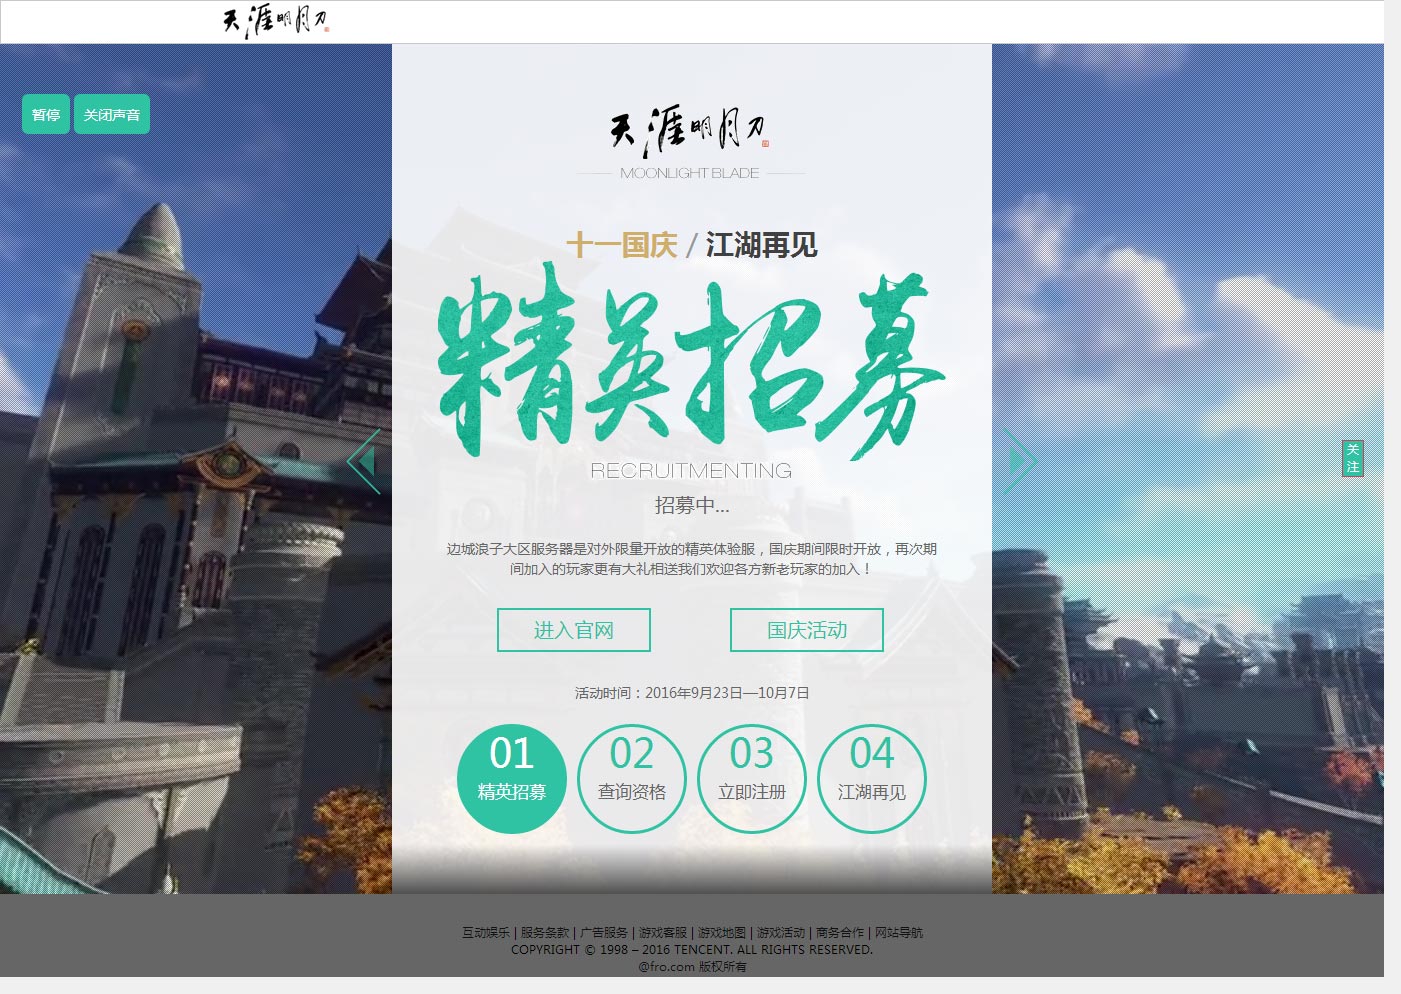 天涯明月刀
暂停 关闭声音
天涯明月刀
MOONLIGHT BLADE
十一国庆 / 江湖再见
精英招募
RECRUITMENTING
招募中...
关注
边城浪子大区服务器是对外限量开放的精英体验服，国庆期间限时开放，再次期
间加入的玩家更有大礼相送我们欢迎各方新老玩家的加入！
进入官网 国庆活动
活动时间：2016年9月23日—10月7日
01 02 03 04
精英招募 查询资格 立即注册 江湖再见
互动娱乐 | 服务条款 | 广告服务 | 游戏客服 | 游戏地图 | 游戏活动 | 商务合作 | 网站导航
COPYRIGHT © 1998 – 2016 TENCENT. ALL RIGHTS RESERVED.
@fro.com 版权所有